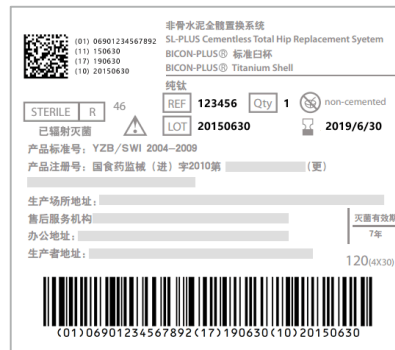 非骨水泥全髋置换系统
(01) 06901234567892
SL-PLUS Cementless Total Hip Replacement Syetem
(11) 150630
BICON-PLUS® 标准臼杯
(17) 190630
BICON-PLUS® Titanium Shell
(10) 20150630
纯钛
REF 123456 Qty 1 non-cemented
STERILE R 46
LOT 20150630 2019/6/30
已辐射灭菌
产品标准号：YZB/SWI 2004-2009
产品注册号：国食药监械（进）字2010第 (更)
生产场所地址：
售后服务机构
灭菌有效期
办公地址：
7年
生产者地址：
120(4X30)
(01)06901234567892(17)190630(10)20150630